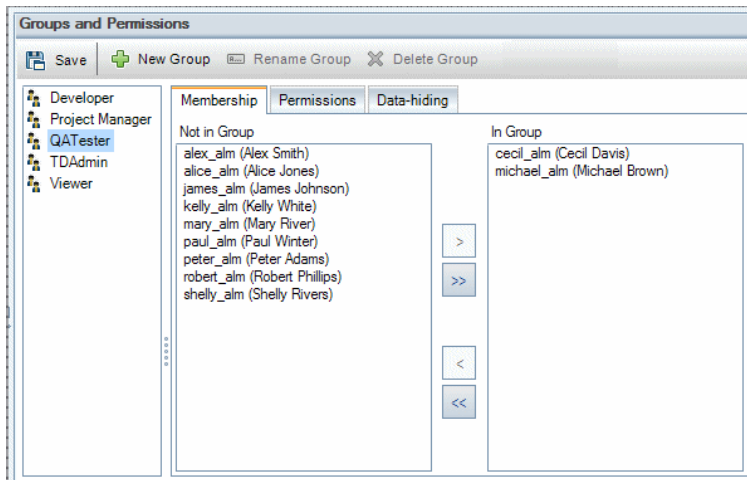 Groups and Permissions
Save New Group Rename Group Delete Group
Developer
Project Manager
QATester
TDAdmin
Viewer
Membership Permissions Data-hiding
Not in Group
alex_alm (Alex Smith)
alice_alm (Alice Jones)
james_alm (James Johnson)
kelly_alm (Kelly White)
mary_alm (Mary River)
paul_alm (Paul Winter)
peter_alm (Peter Adams)
robert_alm (Robert Phillips)
shelly_alm (Shelly Rivers)
>
>>
<
<<
In Group
cecil_alm (Cecil Davis)
michael_alm (Michael Brown)